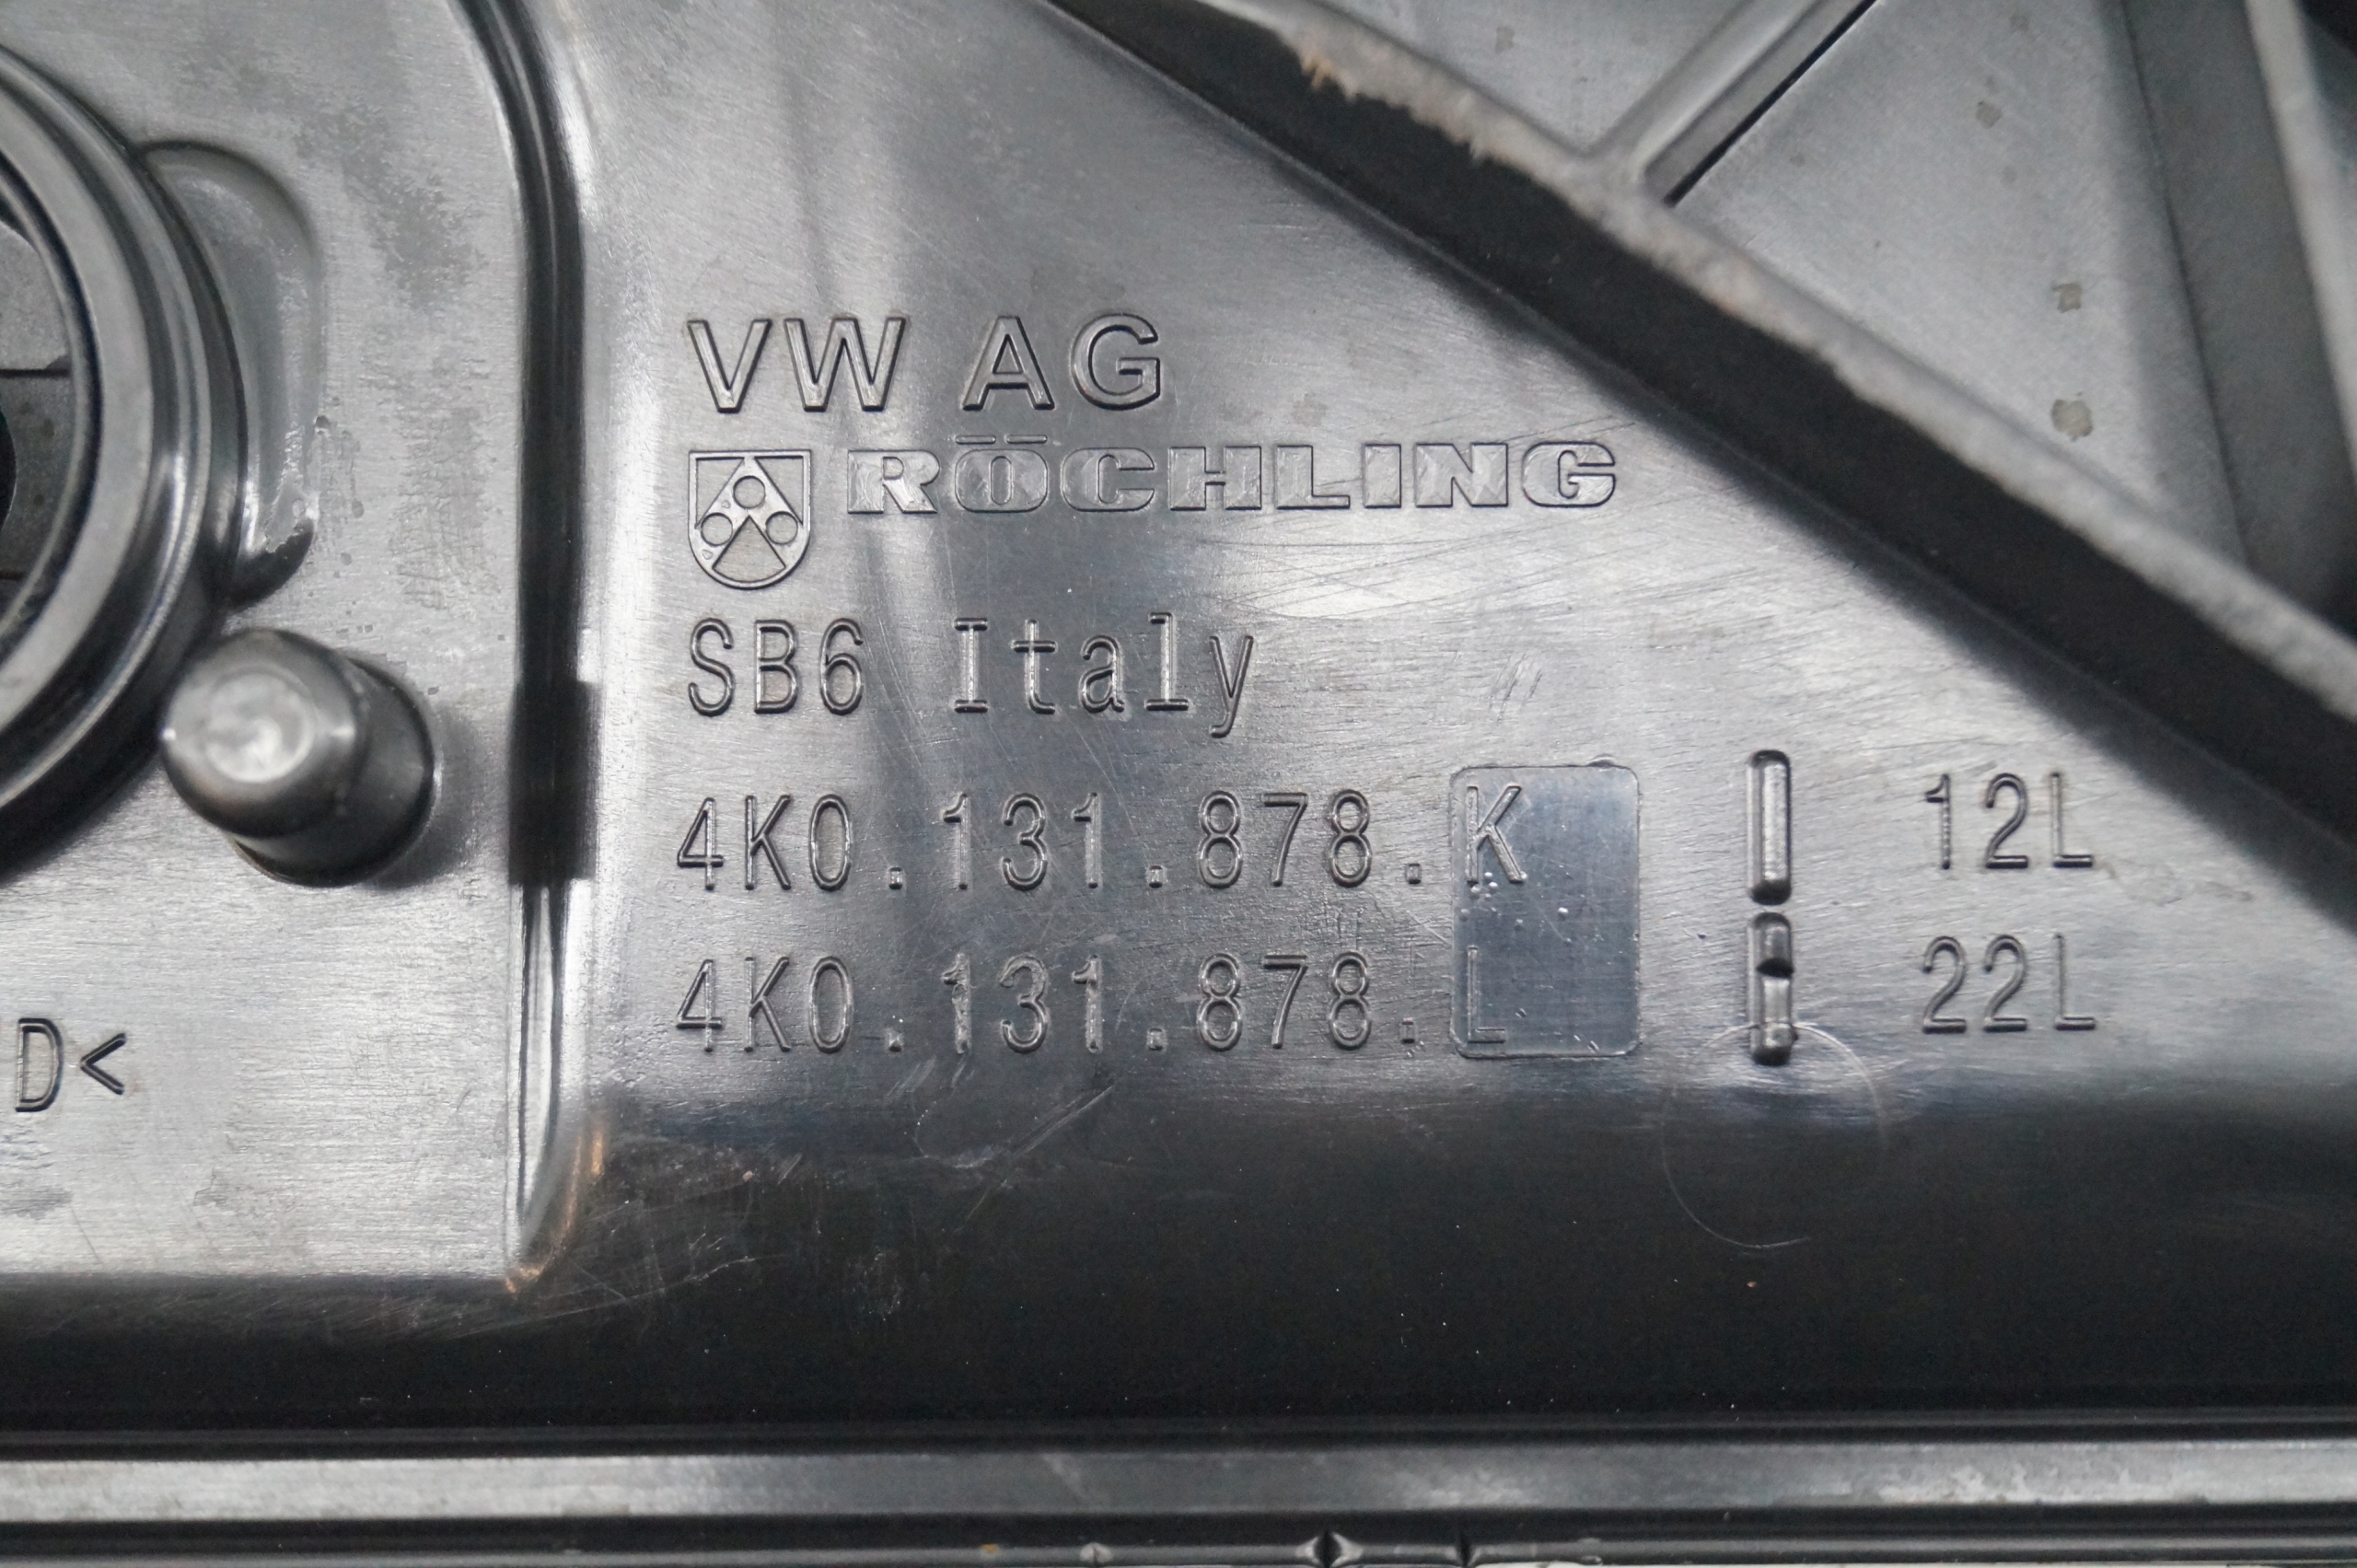 VW AG
RÖCHLING
SB6 Italy
4K0.131.878.K 12L
4K0.131.878.L 22L
D<